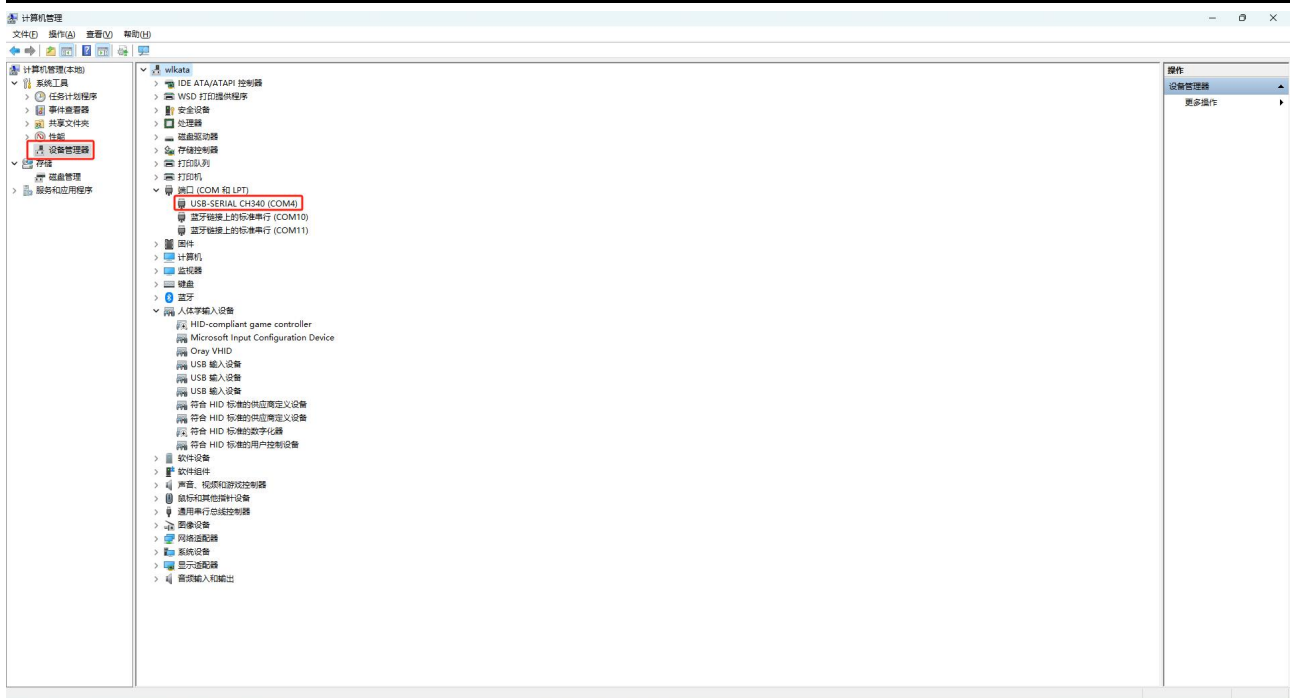 计算机管理
文件(F) 操作(A) 查看(V) 帮助(H)
计算机管理(本地)
系统工具
任务计划程序
事件查看器
共享文件夹
性能
设备管理器
存储
磁盘管理
服务和应用程序
wikata
IDE ATA/ATAPI 控制器
WSD 打印提供程序
安全设备
处理器
磁盘驱动器
存储控制器
打印队列
打印机
端口 (COM 和 LPT)
USB-SERIAL CH340 (COM4)
蓝牙链接上的标准串行 (COM10)
蓝牙链接上的标准串行 (COM11)
固件
计算机
监视器
键盘
蓝牙
人体学输入设备
HID-compliant game controller
Microsoft Input Configuration Device
Oray VHID
USB 输入设备
USB 输入设备
USB 输入设备
符合 HID 标准的供应商定义设备
符合 HID 标准的供应商定义设备
符合 HID 标准的数字化器
符合 HID 标准的用户控制设备
软件设备
软件组件
声音、视频和游戏控制器
鼠标和其他指针设备
通用串行总线控制器
图像设备
网络适配器
系统设备
显示适配器
音频输入和输出
操作
设备管理器
更多操作